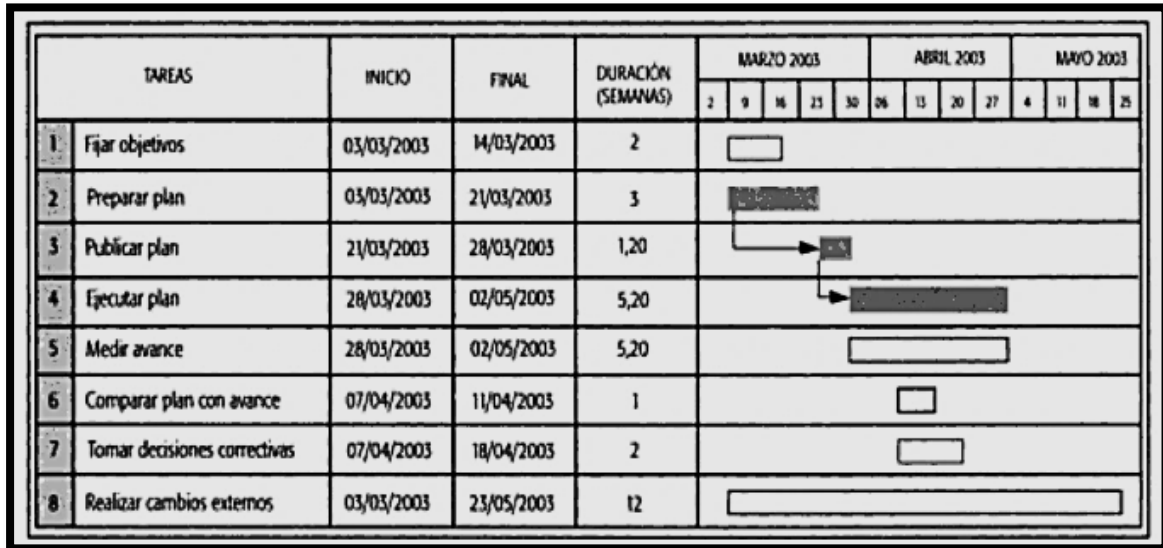 TAREAS INICIO FINAL DURACIÓN (SEMANAS) MARZO 2003 ABRIL 2003 MAYO 2003
2 9 16 23 30 06 13 20 27 4 11 18 25
1 Fijar objetivos 03/03/2003 14/03/2003 2
2 Preparar plan 03/03/2003 21/03/2003 3
3 Publicar plan 21/03/2003 28/03/2003 1,20
4 Ejecutar plan 28/03/2003 02/05/2003 5,20
5 Medir avance 28/03/2003 02/05/2003 5,20
6 Comparar plan con avance 07/04/2003 11/04/2003 1
7 Tomar decisiones correctivas 07/04/2003 18/04/2003 2
8 Realizar cambios externos 03/03/2003 23/05/2003 12